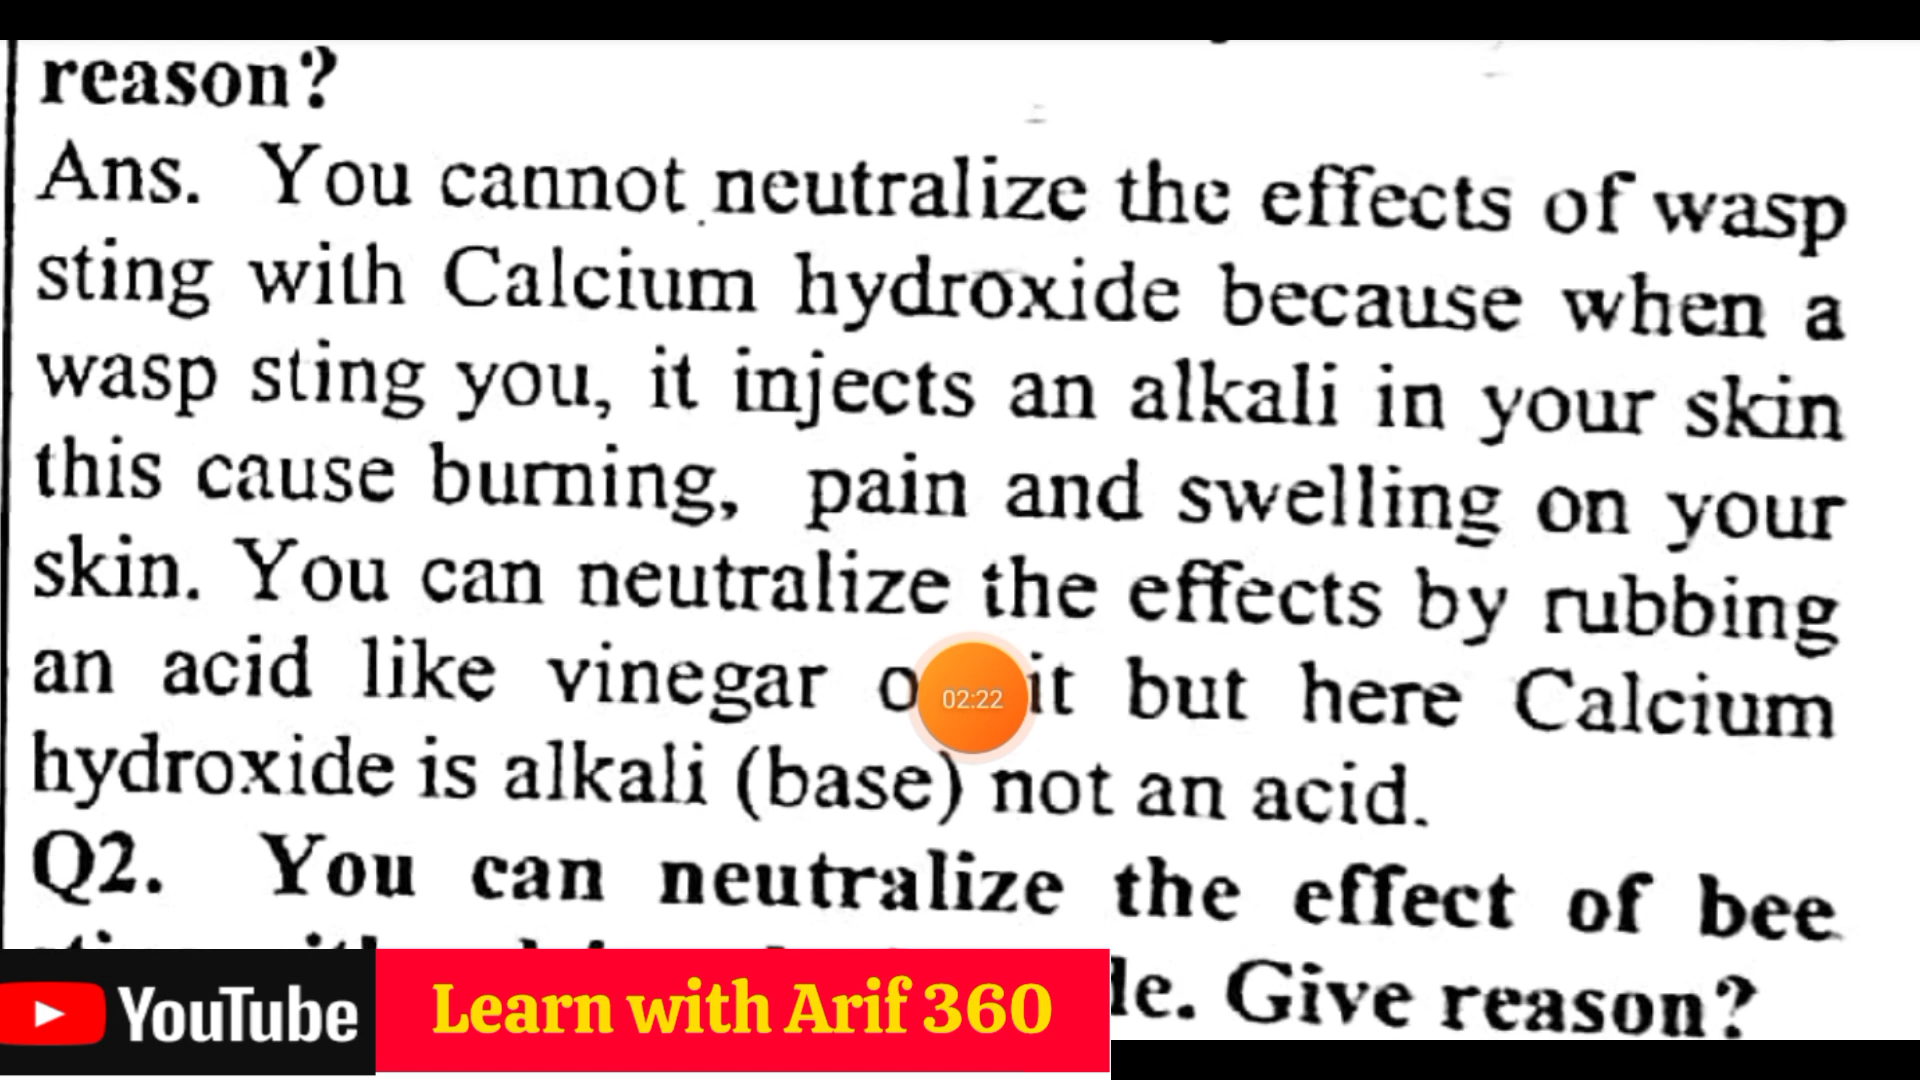 reason?
Ans. You cannot neutralize the effects of wasp
sting with Calcium hydroxide because when a
wasp sting you, it injects an alkali in your skin
this cause burning, pain and swelling on your
skin. You can neutralize the effects by rubbing
an acid like vinegar it but here Calcium
02:22
hydroxide is alkali (base) not an acid.
Q2. You can neutralize the effect of bee
Give reason?
YouTube
Learn with Arif 360